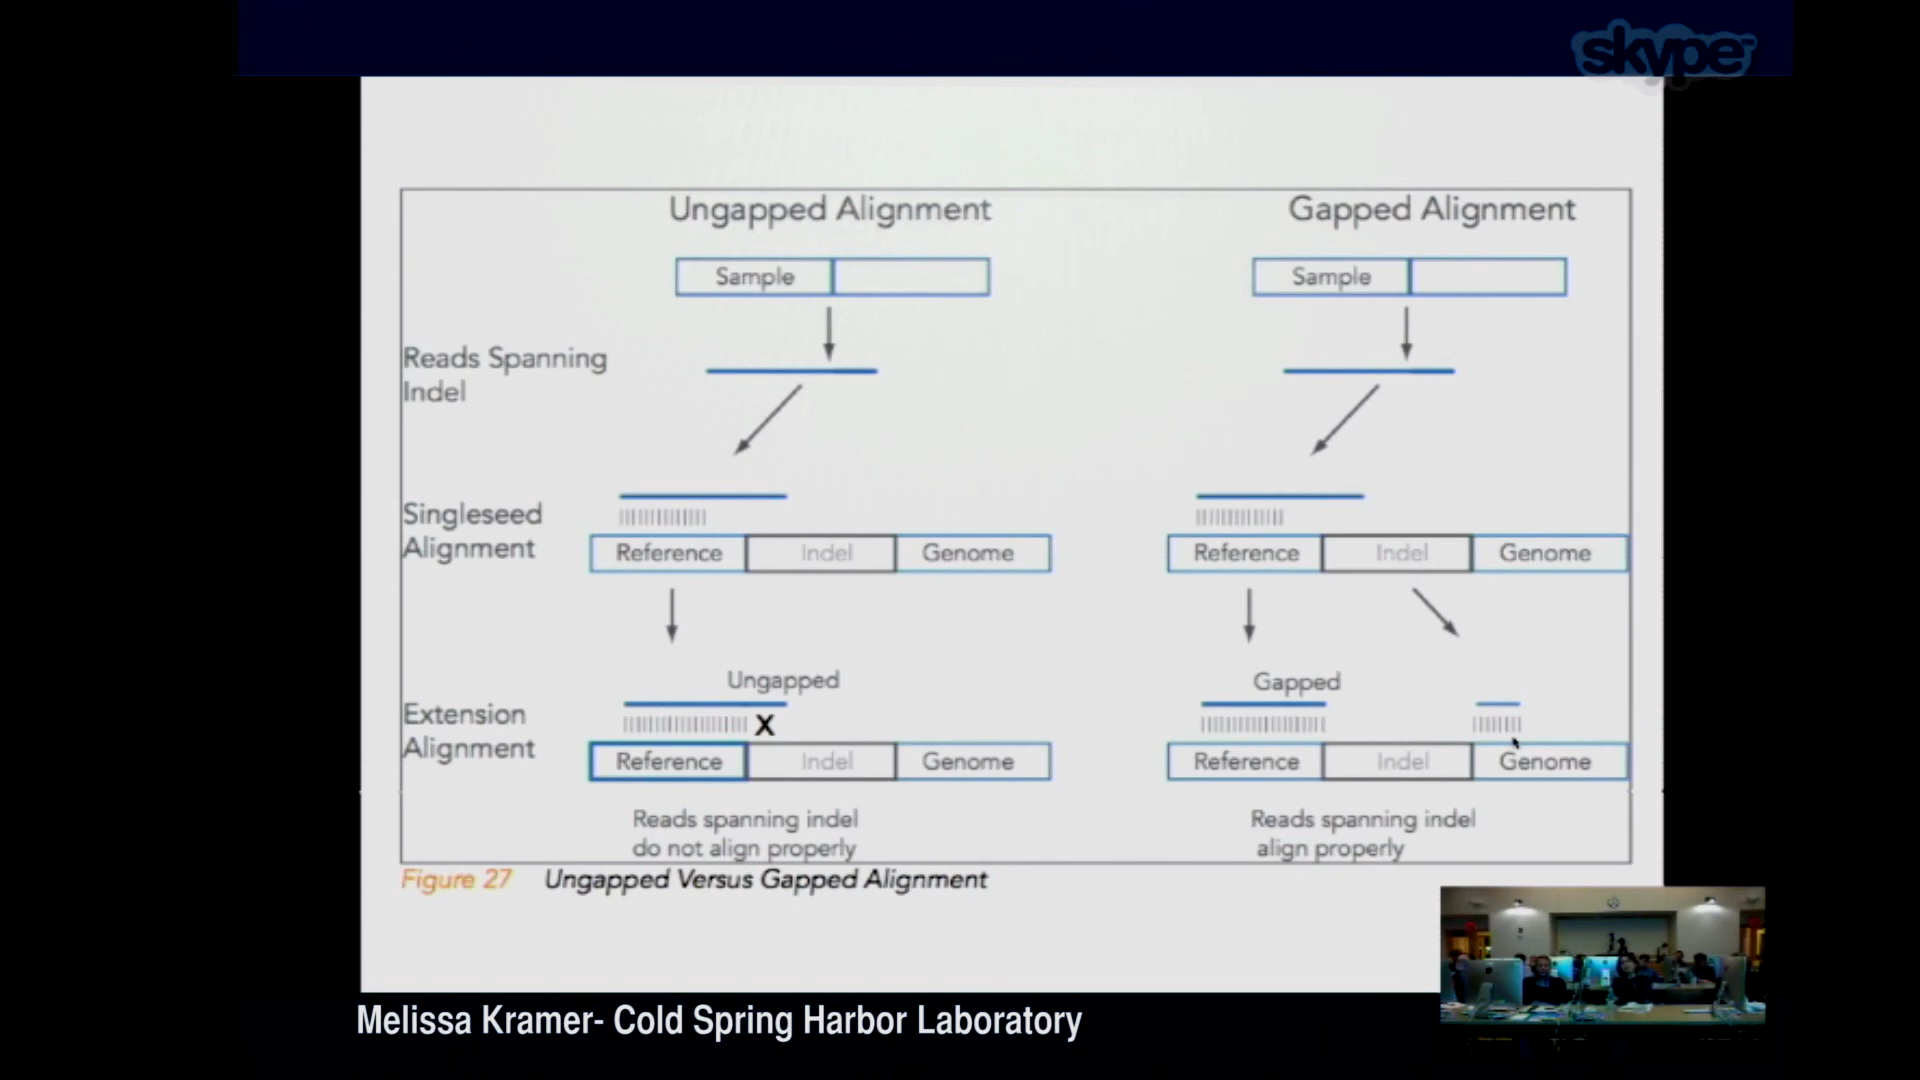 skype™
Ungapped Alignment
Gapped Alignment
Sample
Sample
Reads Spanning
Indel
Singleseed
Alignment
Reference Indel Genome
Reference Indel Genome
Ungapped
Gapped
Extension
Alignment
X
Reference Indel Genome
Reference Indel Genome
Reads spanning indel
do not align properly
Reads spanning indel
align properly
Figure 27 Ungapped Versus Gapped Alignment
Melissa Kramer- Cold Spring Harbor Laboratory